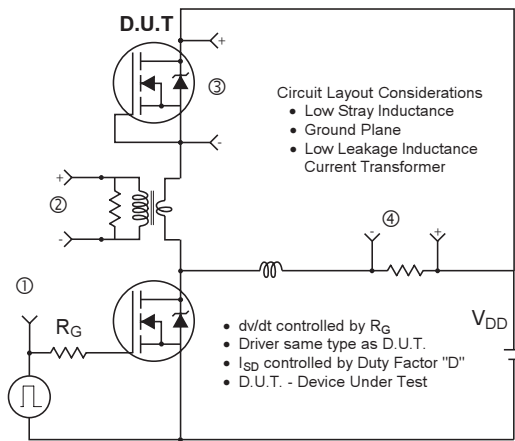 D.U.T
+
③
-
Circuit Layout Considerations
• Low Stray Inductance
• Ground Plane
• Low Leakage Inductance
Current Transformer
+
②
-
④
- +
①
RG
VDD
• dv/dt controlled by RG
• Driver same type as D.U.T.
• ISD controlled by Duty Factor "D"
• D.U.T. - Device Under Test